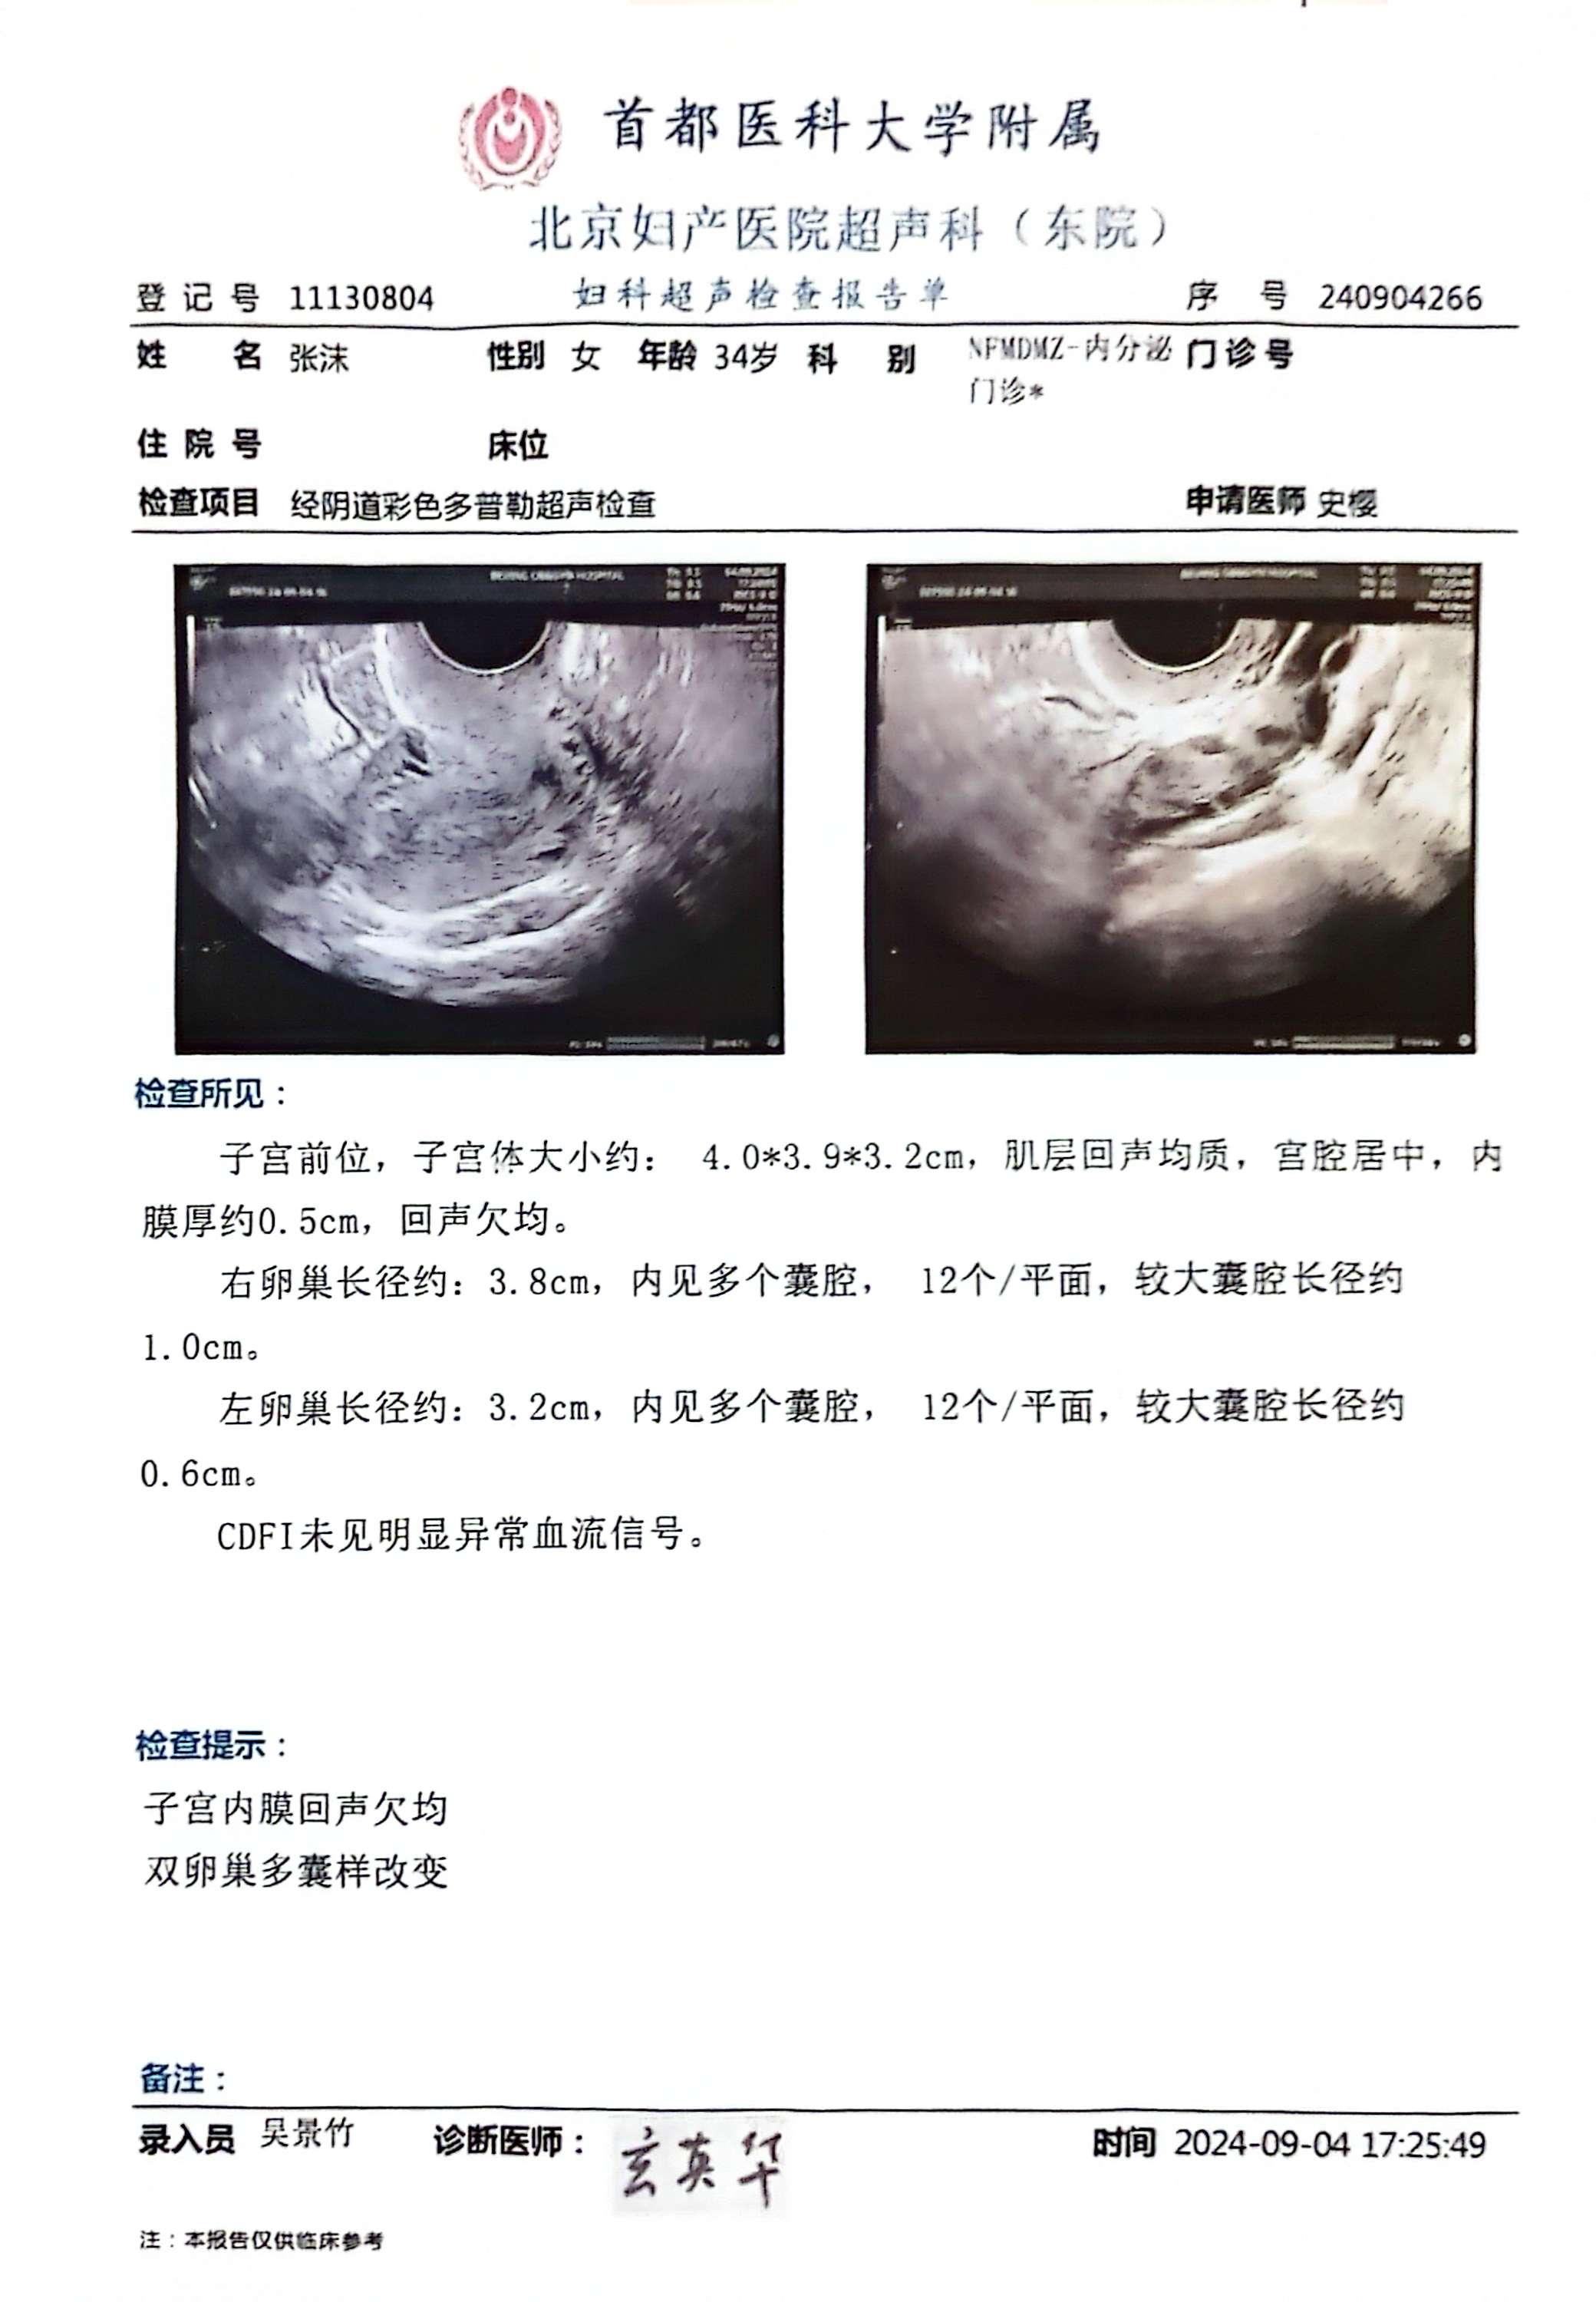 首都医科大学附属
北京妇产医院超声科（东院）
登记号 11130804 妇科超声检查报告单 序号 240904266
姓名 张沫 性别 女 年龄 34岁 科别 NFMDMZ-内分泌门诊* 门诊号
住院号 床位
检查项目 经阴道彩色多普勒超声检查 申请医师 史樱
检查所见：
子宫前位，子宫体大小约： 4.0*3.9*3.2cm，肌层回声均质，宫腔居中，内
膜厚约0.5cm，回声欠均。
右卵巢长径约：3.8cm，内见多个囊腔， 12个/平面，较大囊腔长径约
1.0cm。
左卵巢长径约：3.2cm，内见多个囊腔， 12个/平面，较大囊腔长径约
0.6cm。
CDFI未见明显异常血流信号。
检查提示：
子宫内膜回声欠均
双卵巢多囊样改变
备注：
录入员 吴景竹 诊断医师： 玄英华 时间 2024-09-04 17:25:49
注：本报告仅供临床参考